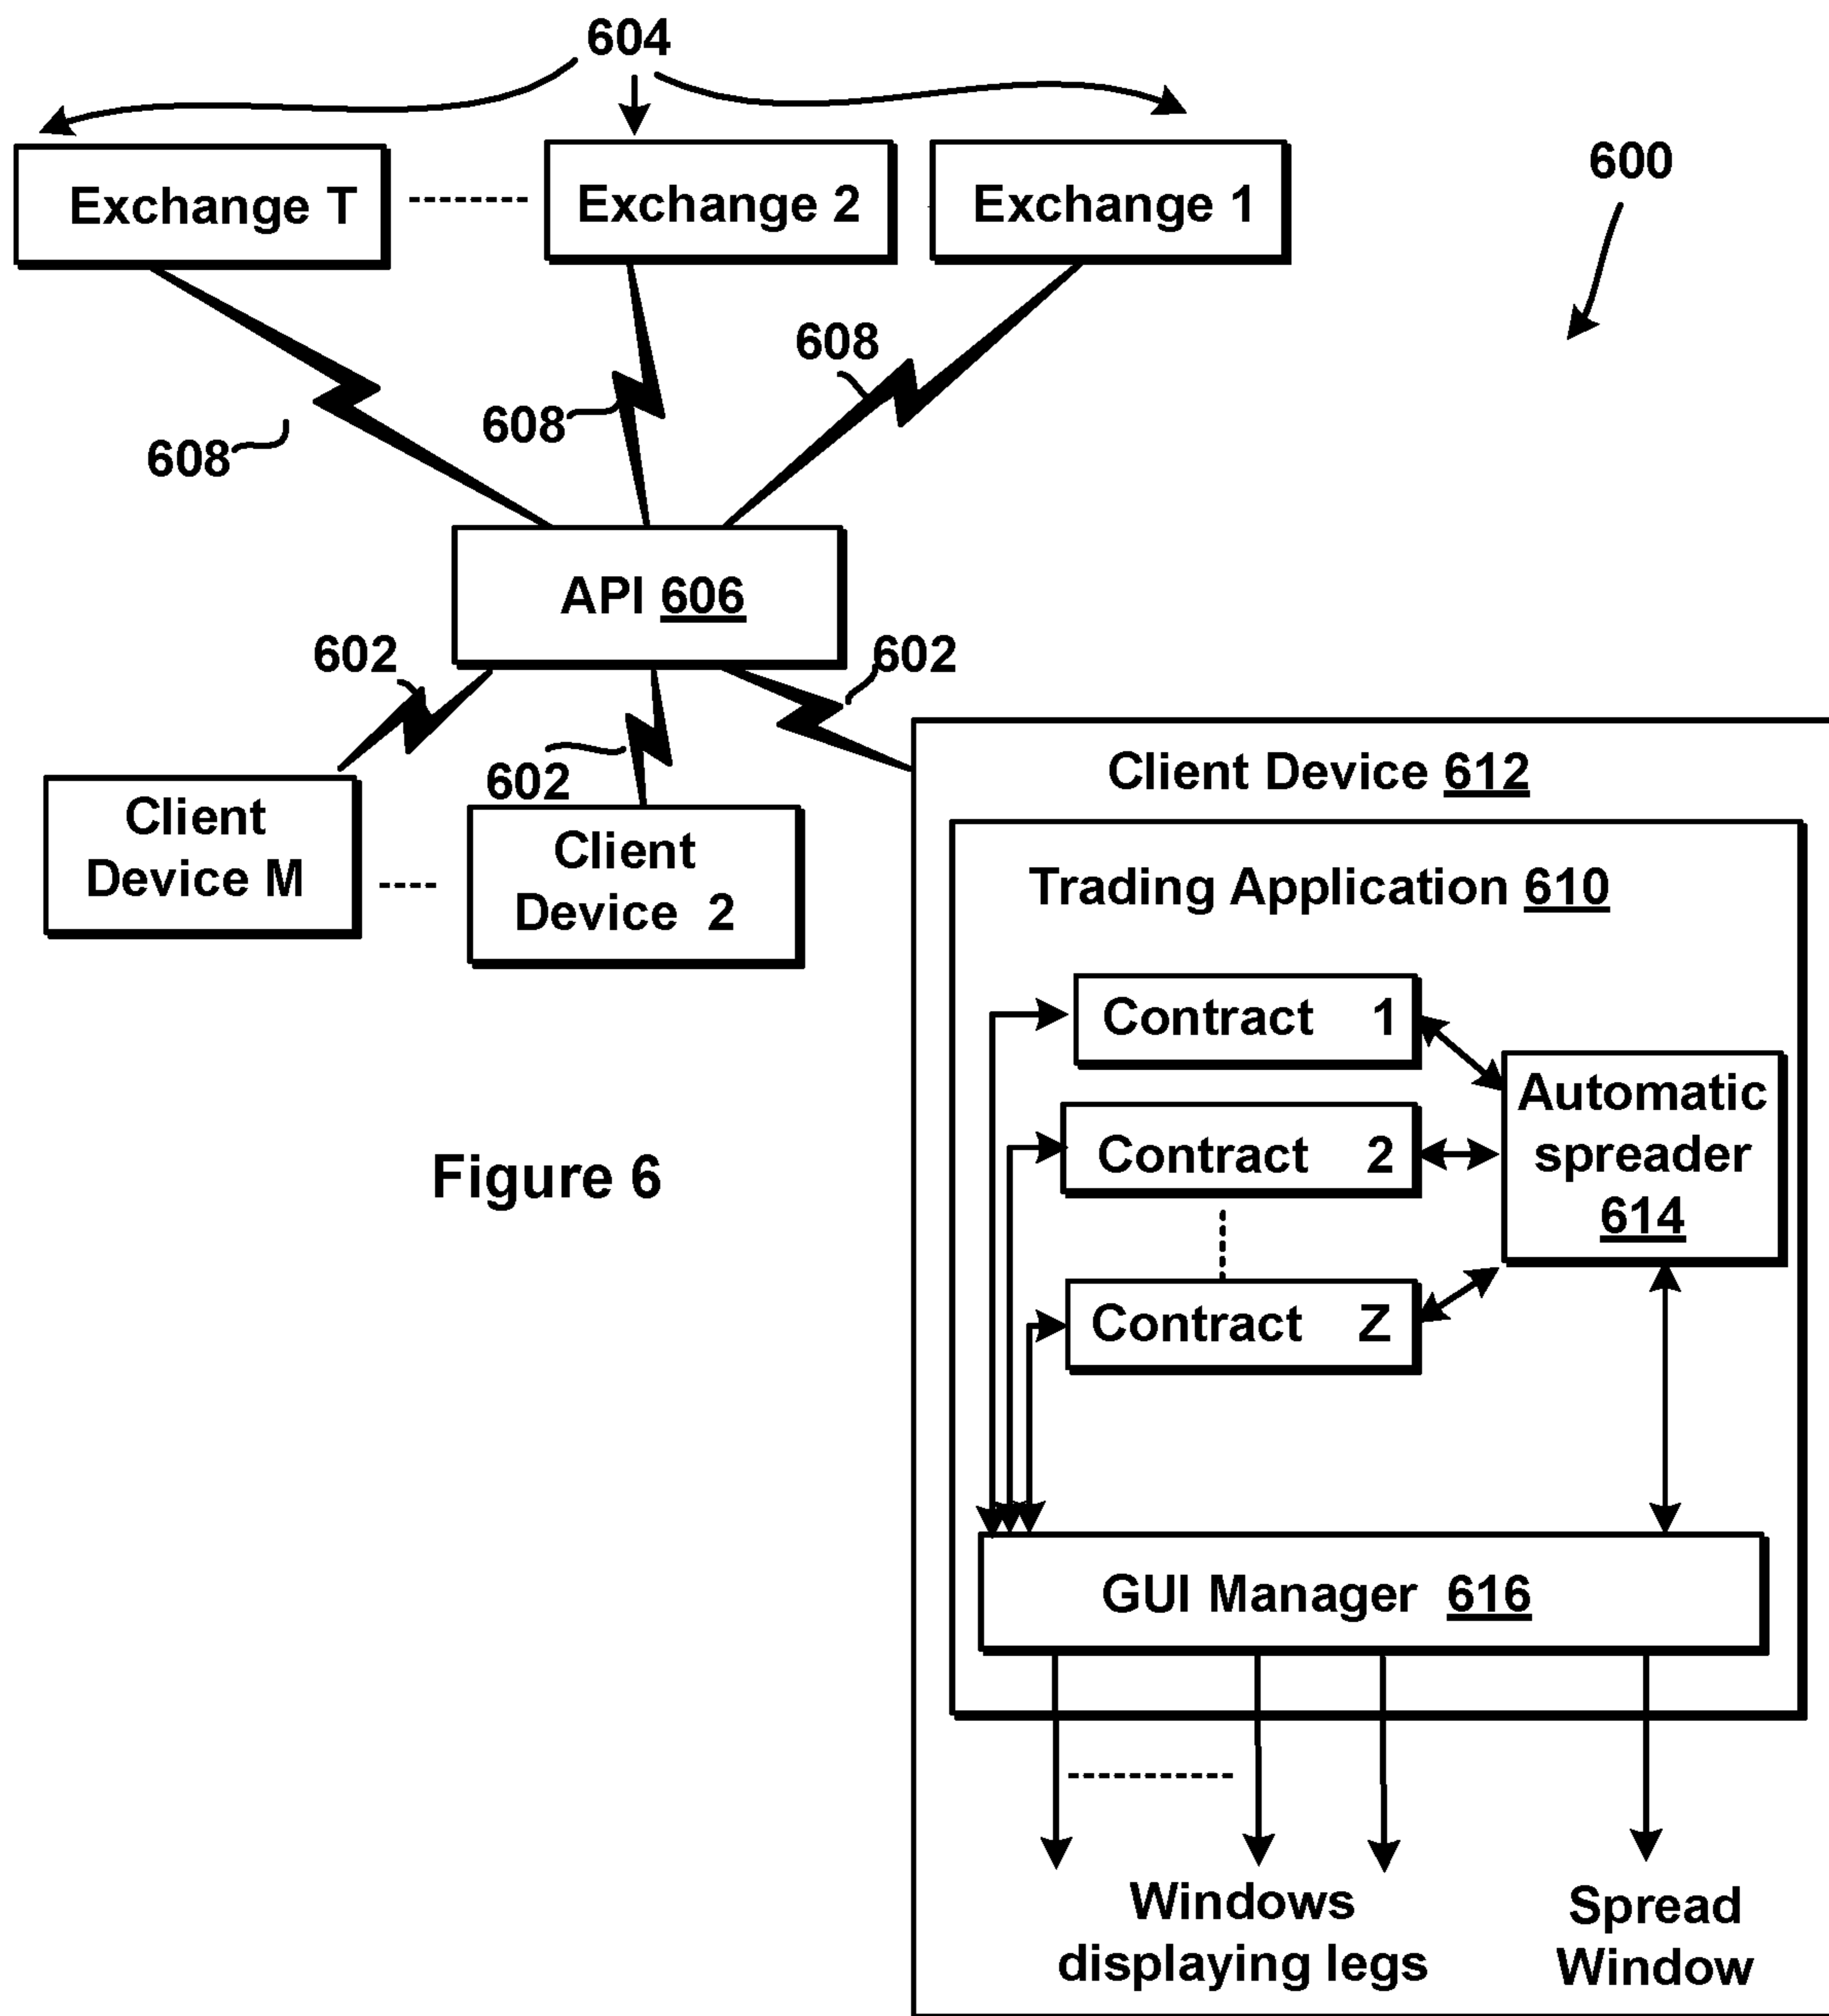 604
Exchange T
Exchange 2
Exchange 1
600
608
608
608
API 606
602
602
602
Client
Device M
Client
Device 2
Client Device 612
Trading Application 610
Contract 1
Contract 2
Contract Z
Automatic
spreader
614
Figure 6
GUI Manager 616
Windows
displaying legs
Spread
Window